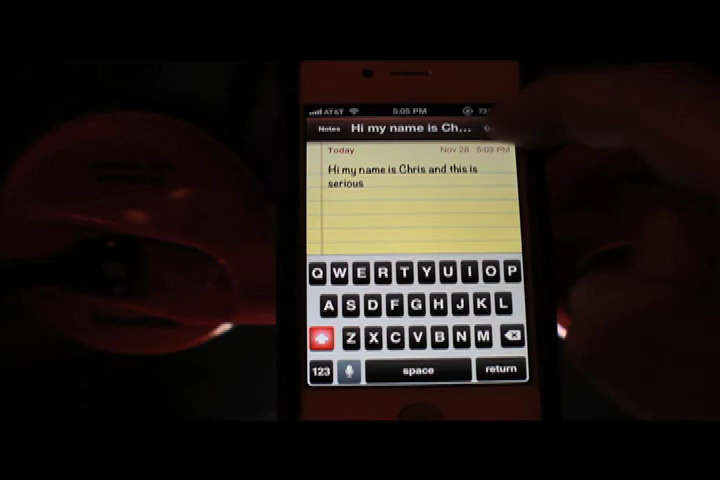 AT&T 5:05 PM
Notes Hi my name is Ch...
Today Nov 28 5:03 PM
Hi my name is Chris and this is
serious
Q W E R T Y U I O P
A S D F G H J K L
Z X C V B N M
123 space return